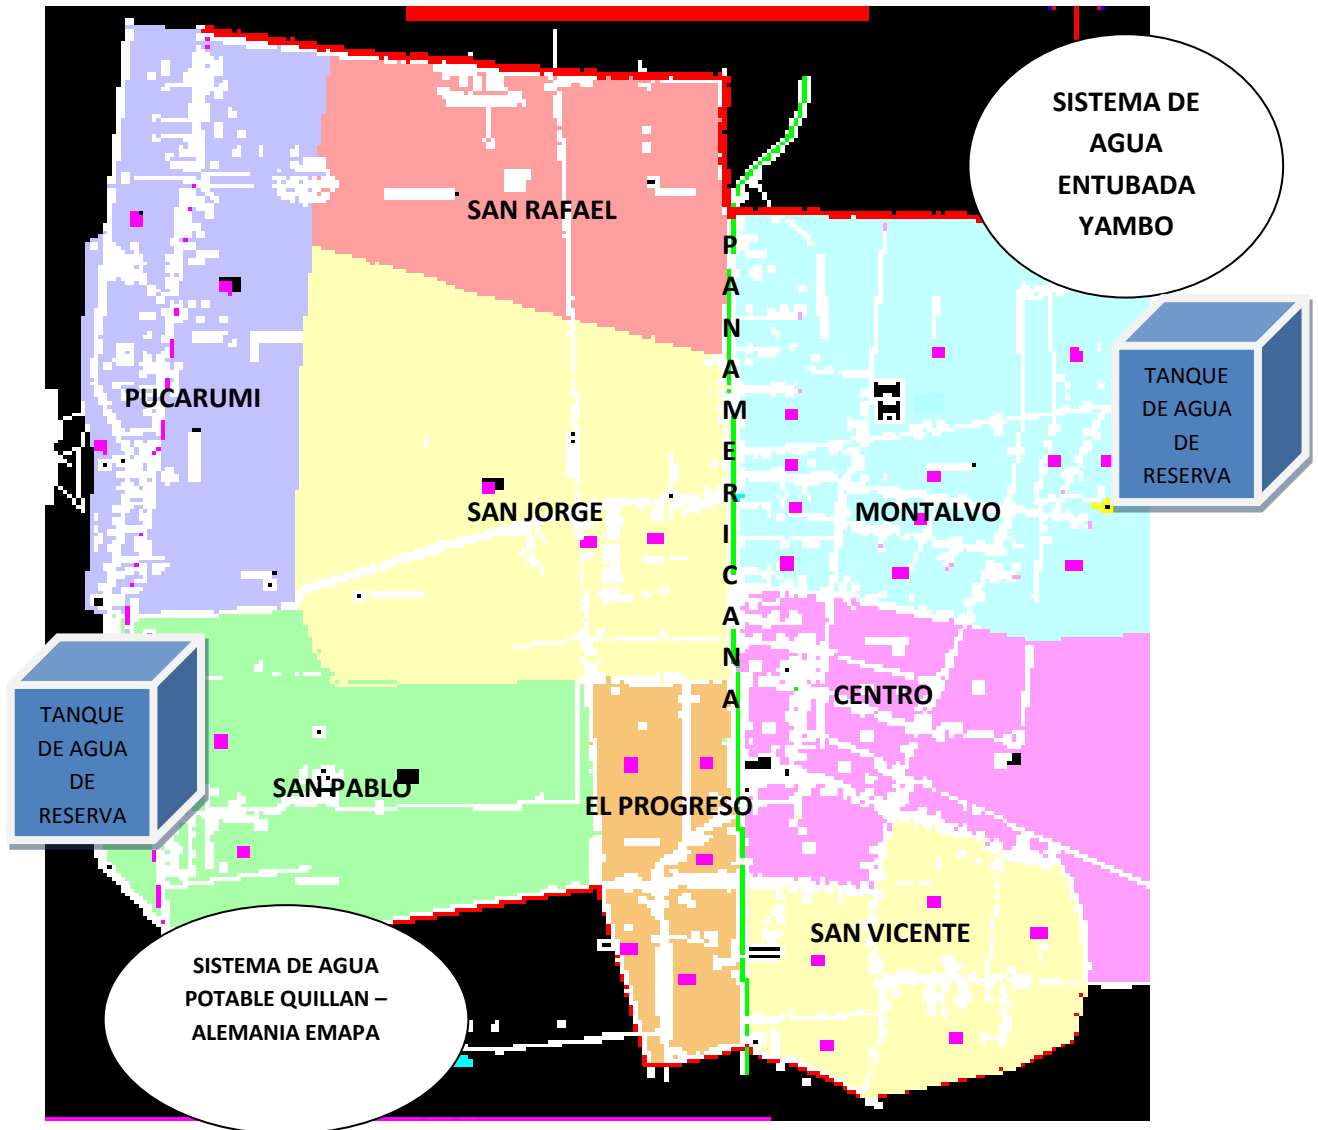 SISTEMA DE
AGUA
ENTUBADA
YAMBO
SAN RAFAEL
PANAMERICANA
TANQUE
DE AGUA
DE
RESERVA
PUCARUMI
SAN JORGE
MONTALVO
CENTRO
TANQUE
DE AGUA
DE
RESERVA
SAN PABLO
EL PROGRESO
SAN VICENTE
SISTEMA DE AGUA
POTABLE QUILLAN –
ALEMANIA EMAPA